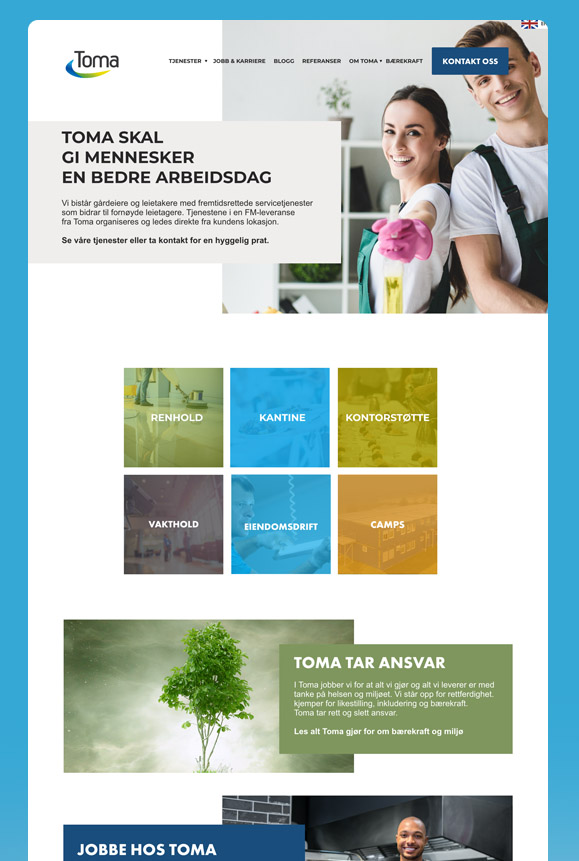 Toma
TJENESTER
JOBB & KARRIERE
BLOGG
REFERANSER
OM TOMA
BÆREKRAFT
KONTAKT OSS
TOMA SKAL
GI MENNESKER
EN BEDRE ARBEIDSDAG
Vi bistår gårdeiere og leietakere med fremtidsrettede servicetjenester
som bidrar til fornøyde leietagere. Tjenestene i en FM-leveranse
fra Toma organiseres og ledes direkte fra kundens lokasjon.
Se våre tjenester eller ta kontakt for en hyggelig prat.
RENHOLD
KANTINE
KONTORSTØTTE
VAKTHOLD
EIENDOMSDRIFT
CAMPS
TOMA TAR ANSVAR
I Toma jobber vi for at alt vi gjør og alt vi leverer er med
tanke på helsen og miljøet. Vi står opp for rettferdighet.
kjemper for likestilling, inkludering og bærekraft.
Toma tar rett og slett ansvar.
Les alt Toma gjør for om bærekraft og miljø
JOBBE HOS TOMA